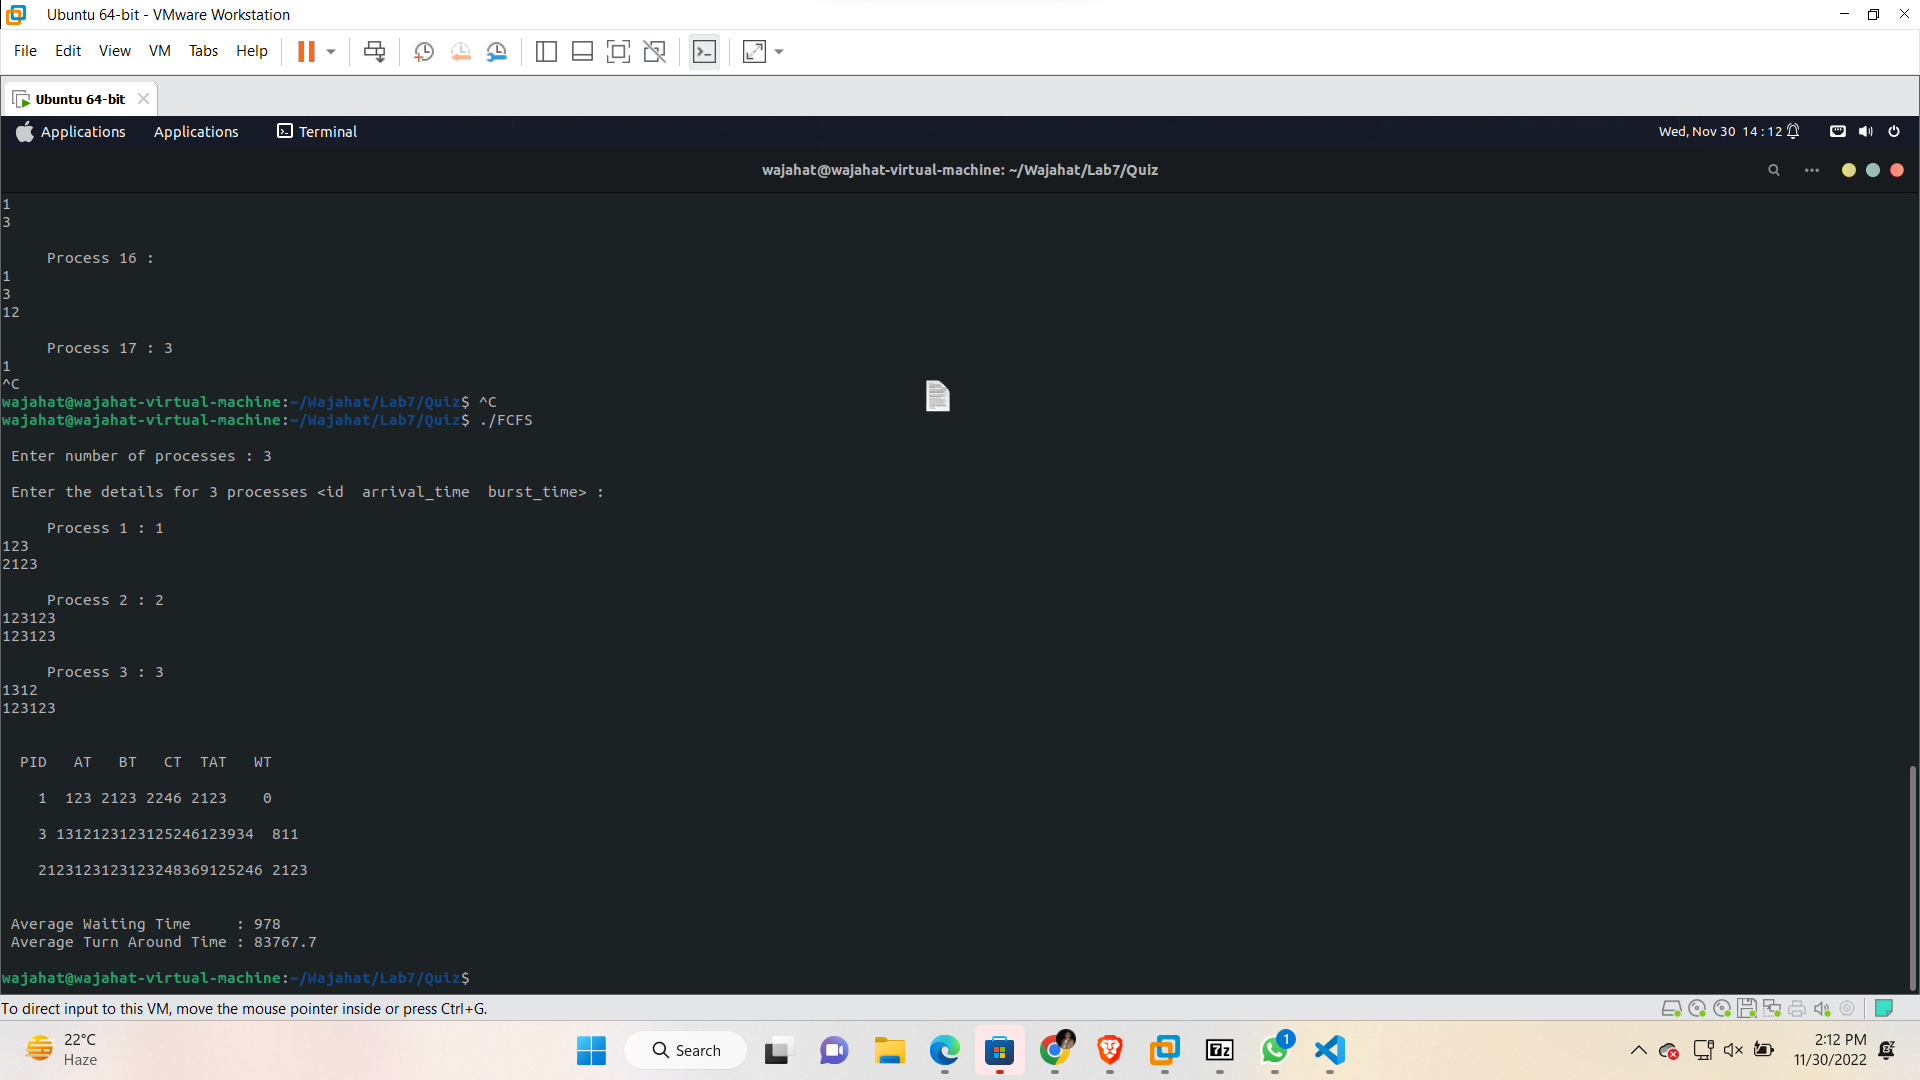 Ubuntu 64-bit - VMware Workstation
File Edit View VM Tabs Help
Ubuntu 64-bit
Applications Applications Terminal Wed, Nov 30 14:12
wajahat@wajahat-virtual-machine: ~/Wajahat/Lab7/Quiz
1
3
Process 16 :
1
3
12
Process 17 : 3
1
^C
wajahat@wajahat-virtual-machine:~/Wajahat/Lab7/Quiz$ ^C
wajahat@wajahat-virtual-machine:~/Wajahat/Lab7/Quiz$ ./FCFS
Enter number of processes : 3
Enter the details for 3 processes <id  arrival_time  burst_time> :
Process 1 : 1
123
2123
Process 2 : 2
123123
123123
Process 3 : 3
1312
123123
PID   AT   BT   CT  TAT   WT
1  123 2123 2246 2123    0
3 1312123123125246123934  811
2123123123123248369125246 2123
Average Waiting Time     : 978
Average Turn Around Time : 83767.7
wajahat@wajahat-virtual-machine:~/Wajahat/Lab7/Quiz$
To direct input to this VM, move the mouse pointer inside or press Ctrl+G.
22°C
Haze
Search
7z
1
2:12 PM
11/30/2022